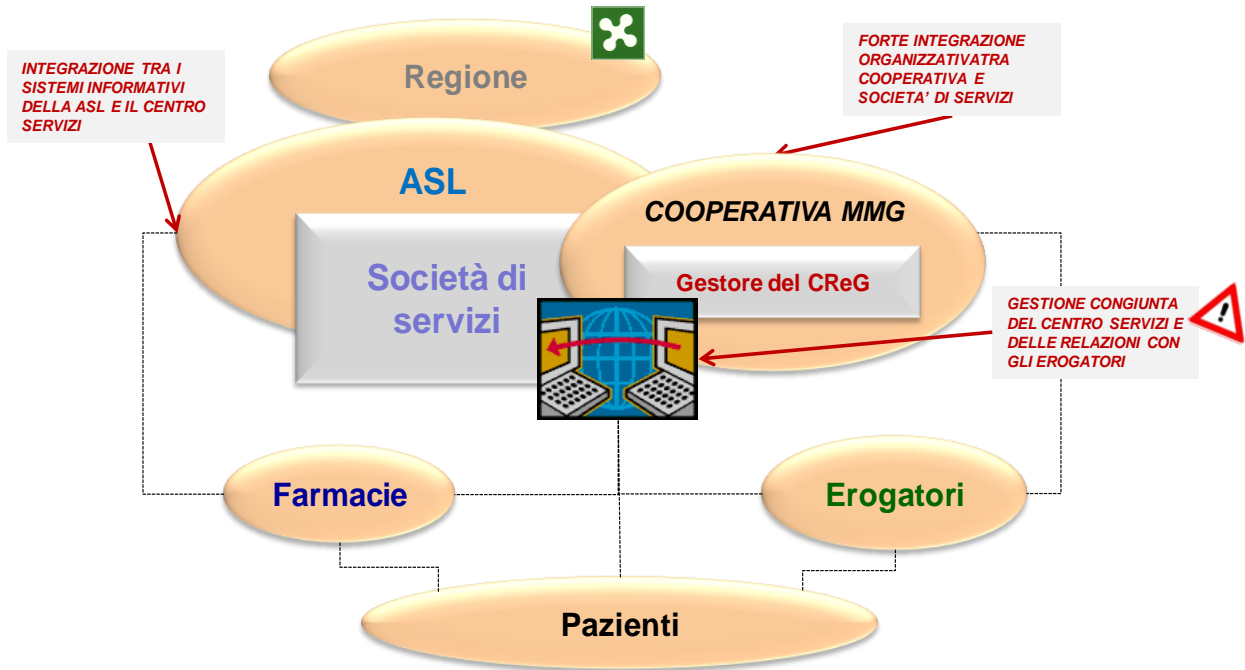 Regione
INTEGRAZIONE TRA I
SISTEMI INFORMATIVI
DELLA ASL E IL CENTRO
SERVIZI
FORTE INTEGRAZIONE
ORGANIZZATIVATRA
COOPERATIVA E
SOCIETA' DI SERVIZI
ASL
COOPERATIVA MMG
Società di
servizi
Gestore del CReG
GESTIONE CONGIUNTA
DEL CENTRO SERVIZI E
DELLE RELAZIONI CON
GLI EROGATORI
!
Farmacie
Erogatori
Pazienti